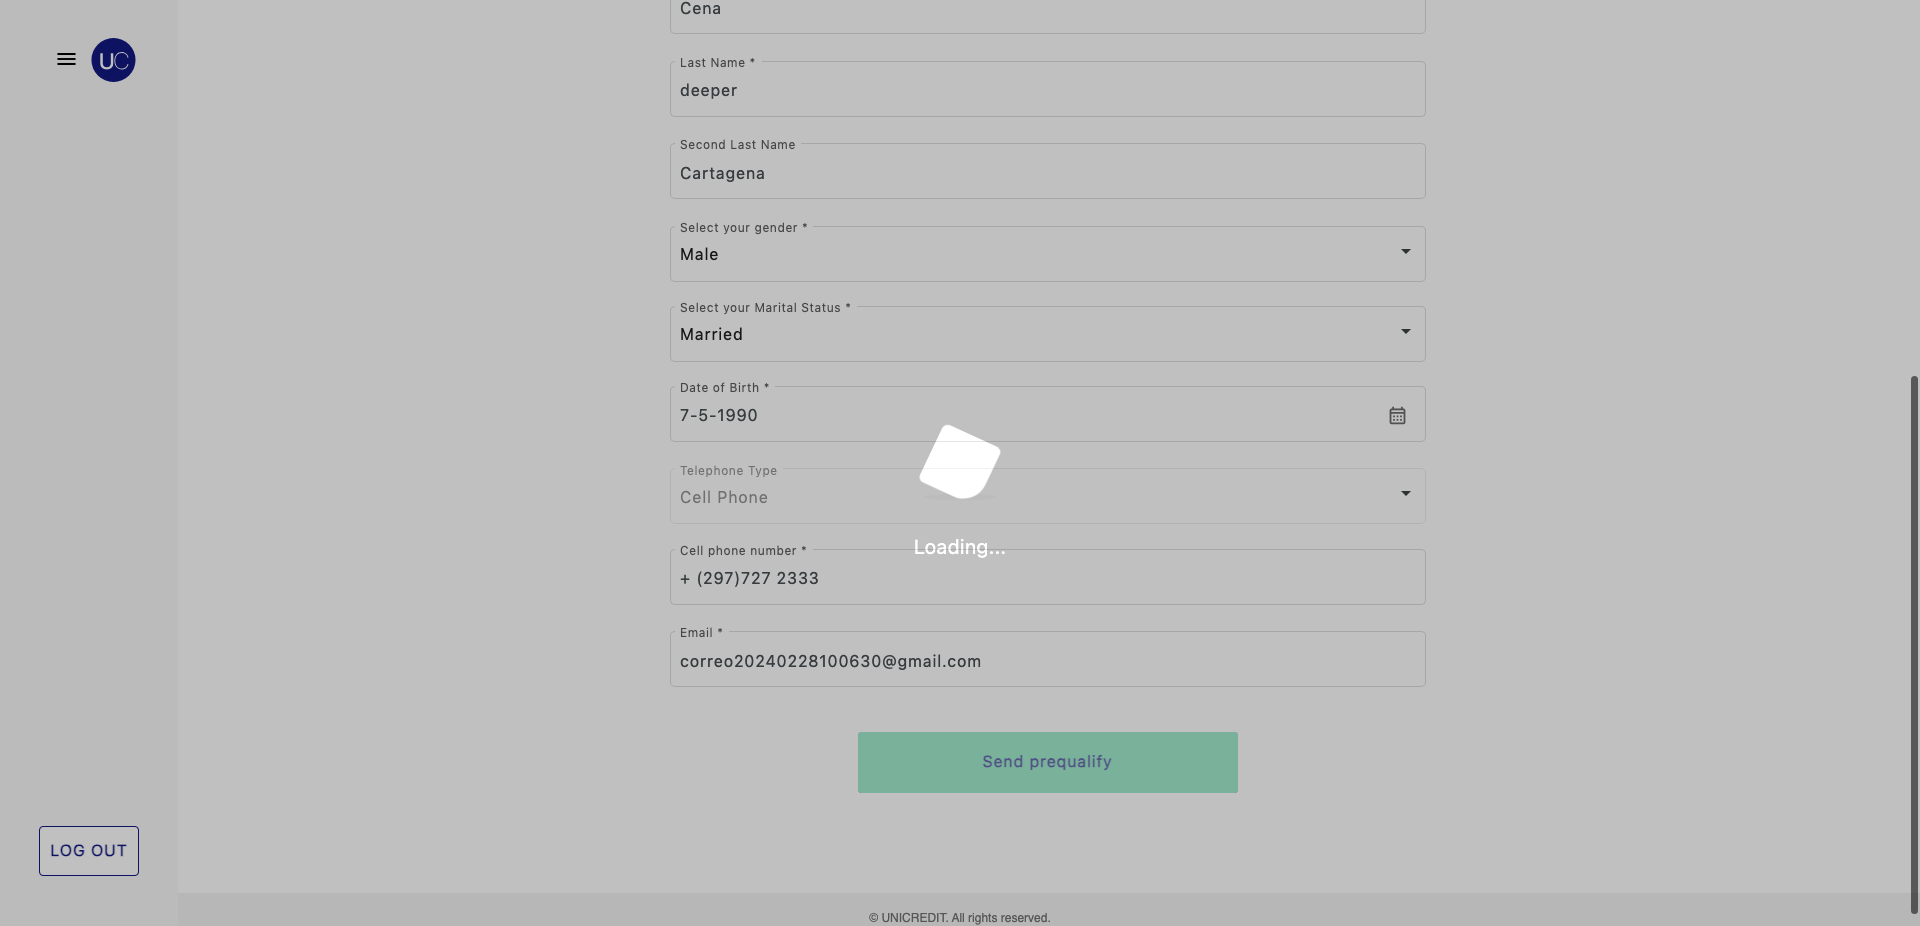 Cena
UC
Last Name *
deeper
Second Last Name
Cartagena
Select your gender *
Male
Select your Marital Status *
Married
Date of Birth *
7-5-1990
Telephone Type
Cell Phone
Loading...
Cell phone number *
+ (297)727 2333
Email *
correo20240228100630@gmail.com
Send prequalify
LOG OUT
© UNICREDIT. All rights reserved.